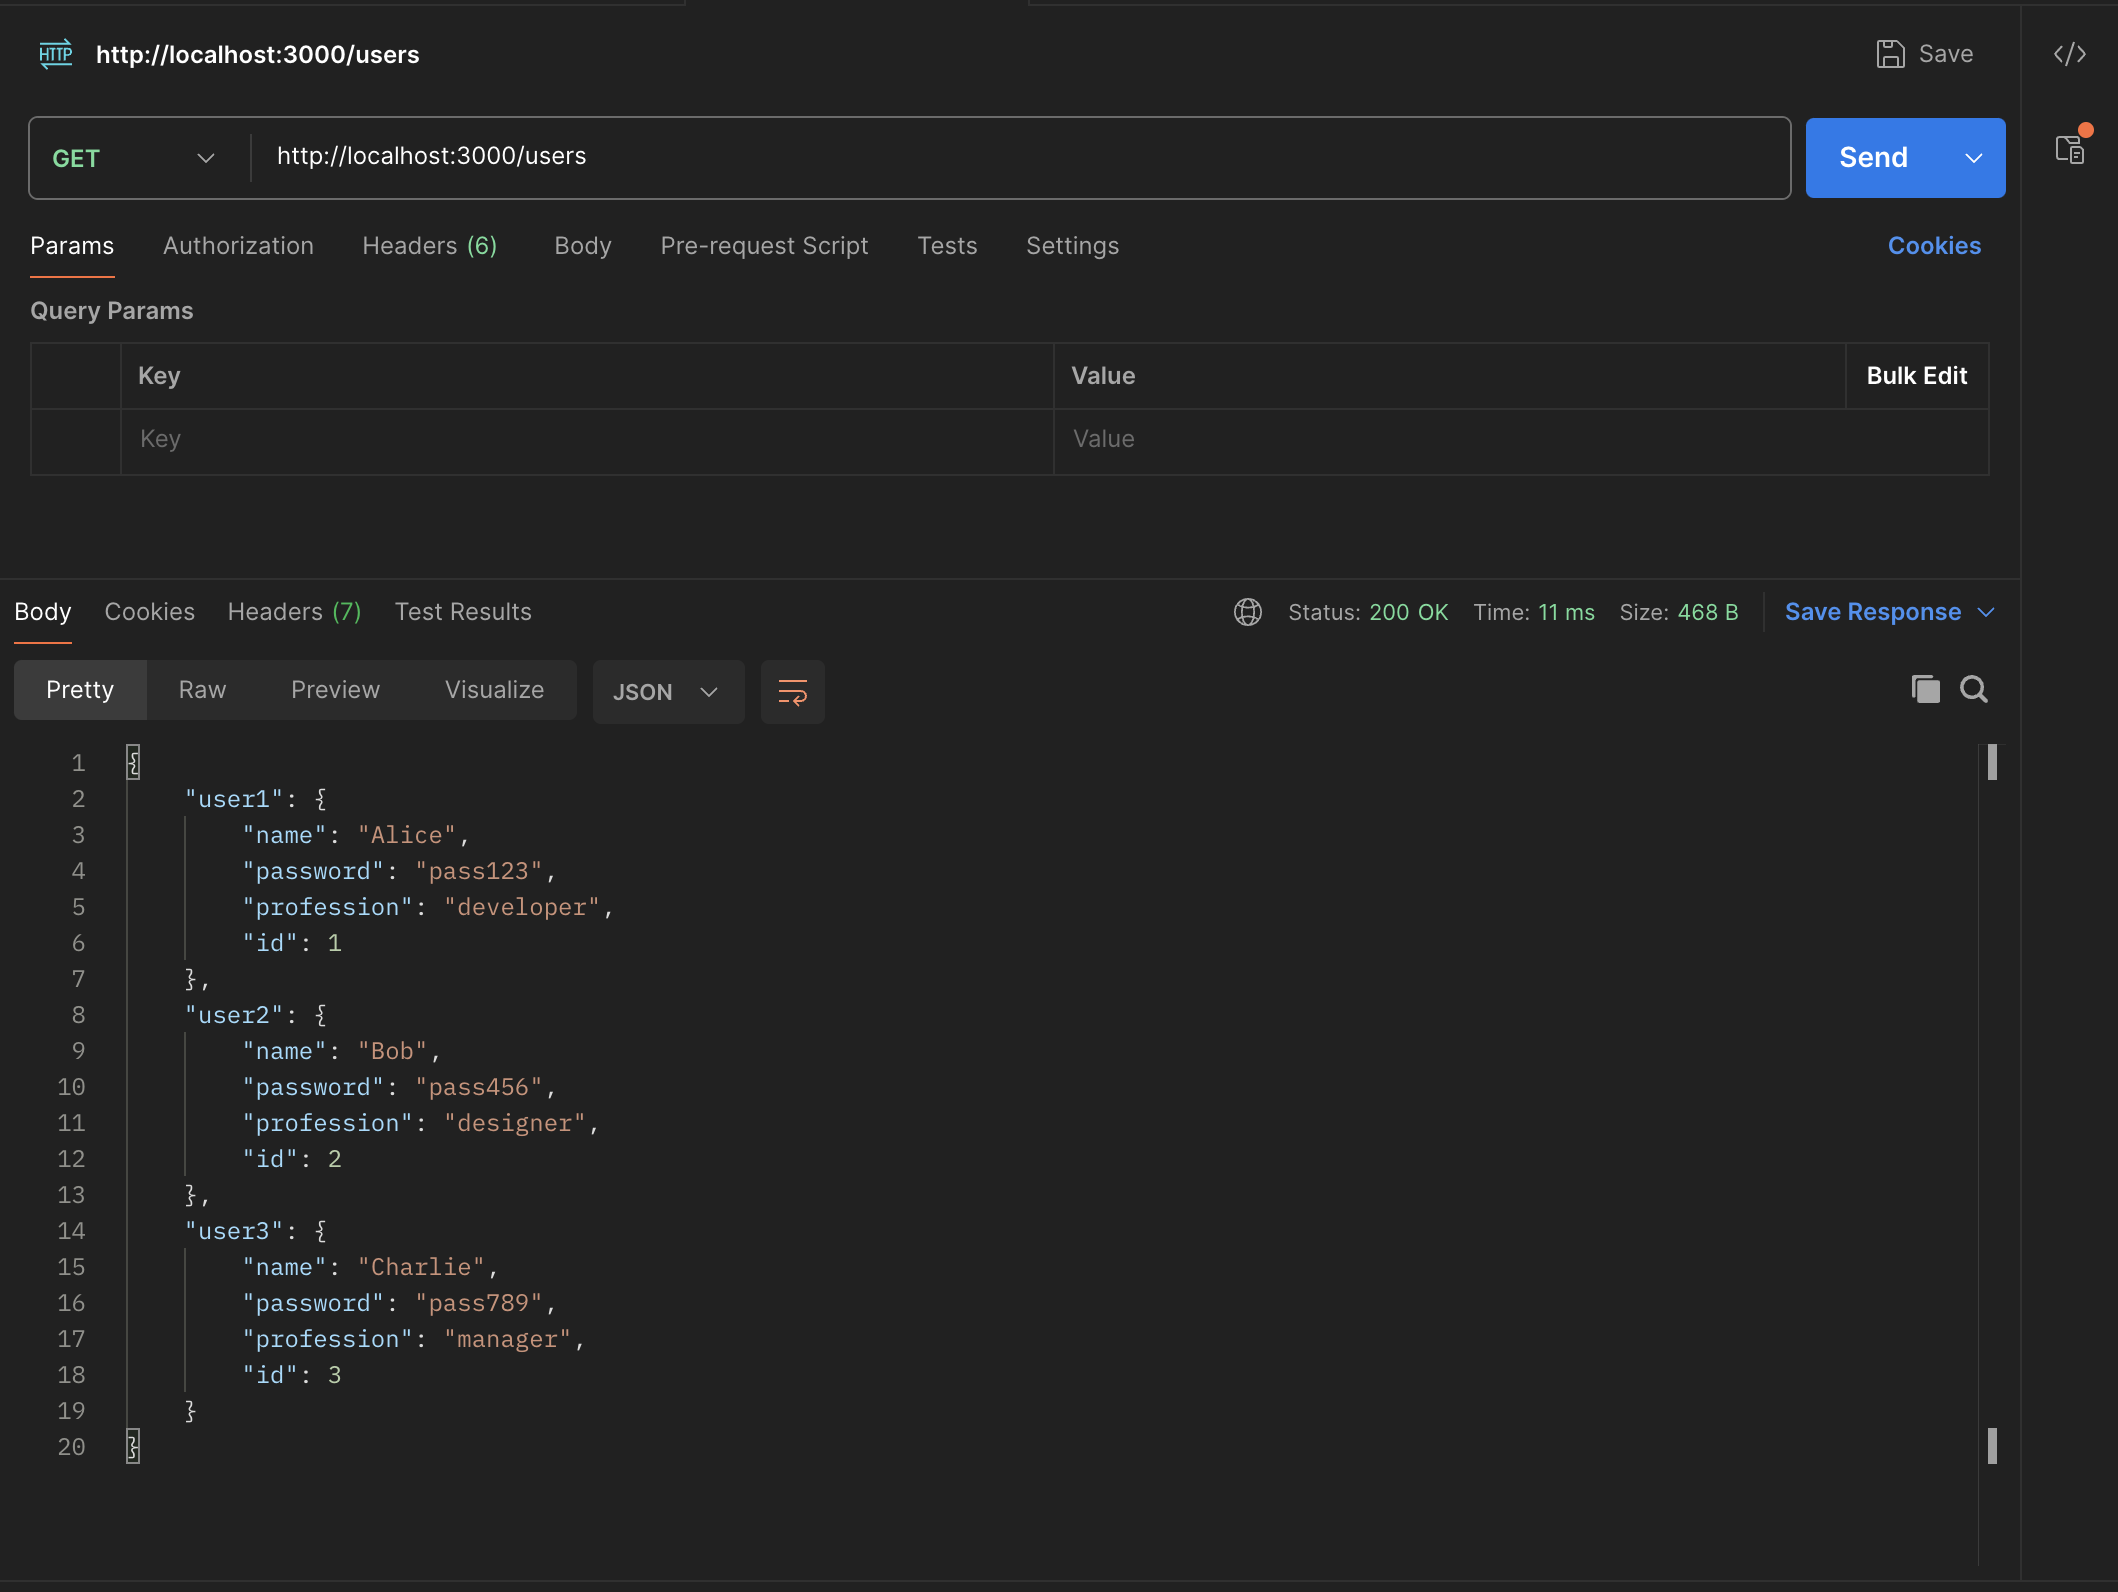 HTTP http://localhost:3000/users Save
GET http://localhost:3000/users Send
Params Authorization Headers (6) Body Pre-request Script Tests Settings Cookies
Query Params
Key Value Bulk Edit
Key Value
Body Cookies Headers (7) Test Results Status: 200 OK Time: 11 ms Size: 468 B Save Response
Pretty Raw Preview Visualize JSON
1 {
2 "user1": {
3 "name": "Alice",
4 "password": "pass123",
5 "profession": "developer",
6 "id": 1
7 },
8 "user2": {
9 "name": "Bob",
10 "password": "pass456",
11 "profession": "designer",
12 "id": 2
13 },
14 "user3": {
15 "name": "Charlie",
16 "password": "pass789",
17 "profession": "manager",
18 "id": 3
19 }
20 }